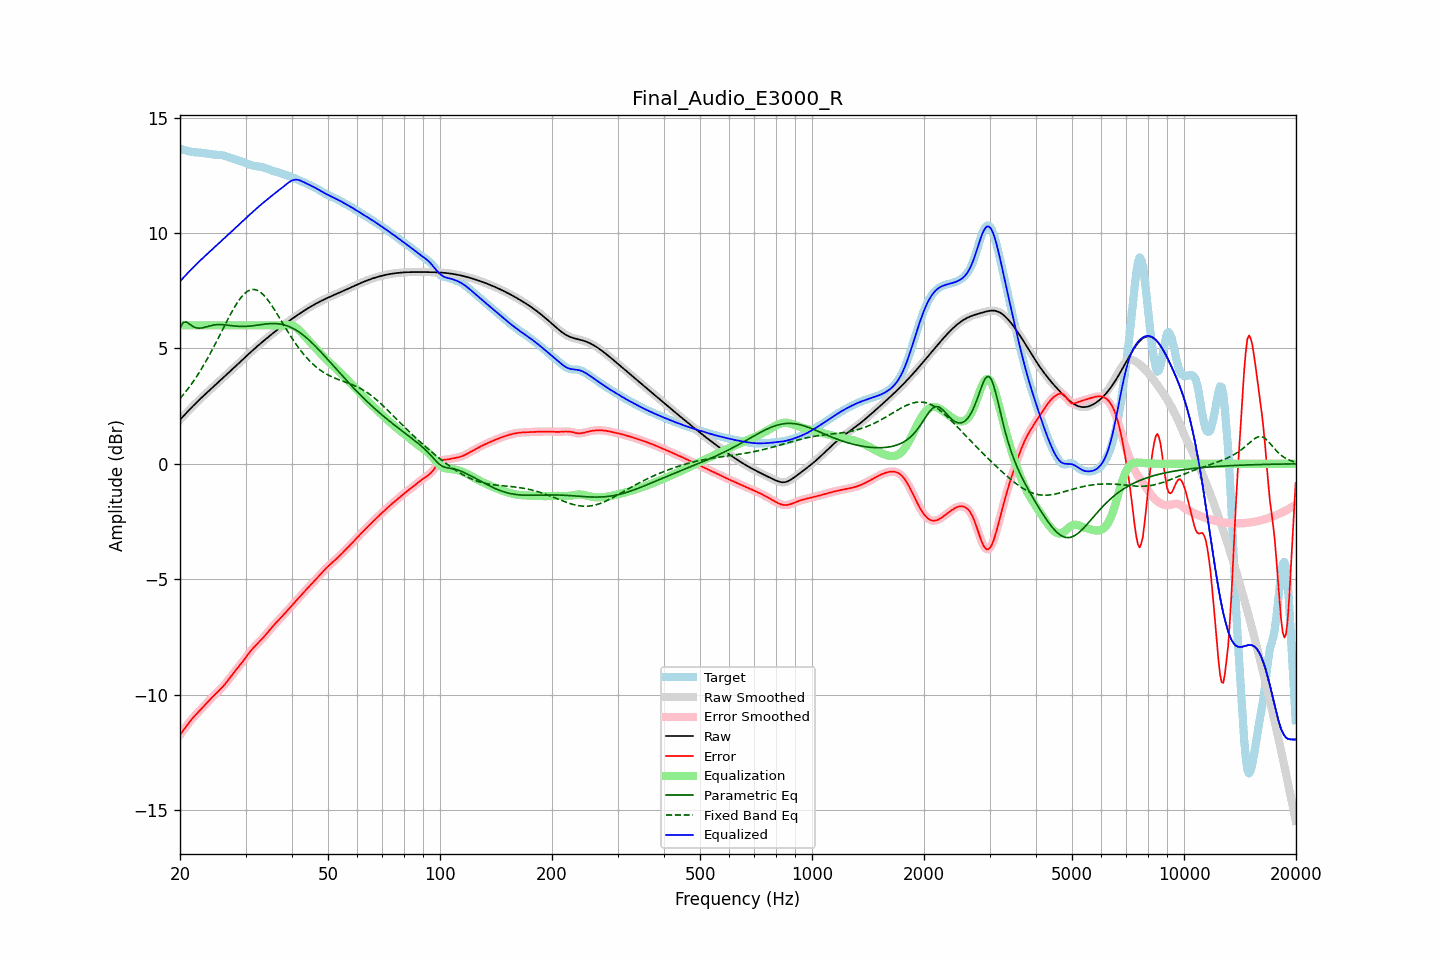 Final_Audio_E3000_R
15
10
5
0
−5
−10
−15
Amplitude (dBr)
Target
Raw Smoothed
Error Smoothed
Raw
Error
Equalization
Parametric Eq
Fixed Band Eq
Equalized
20 50 100 200 500 1000 2000 5000 10000 20000
Frequency (Hz)